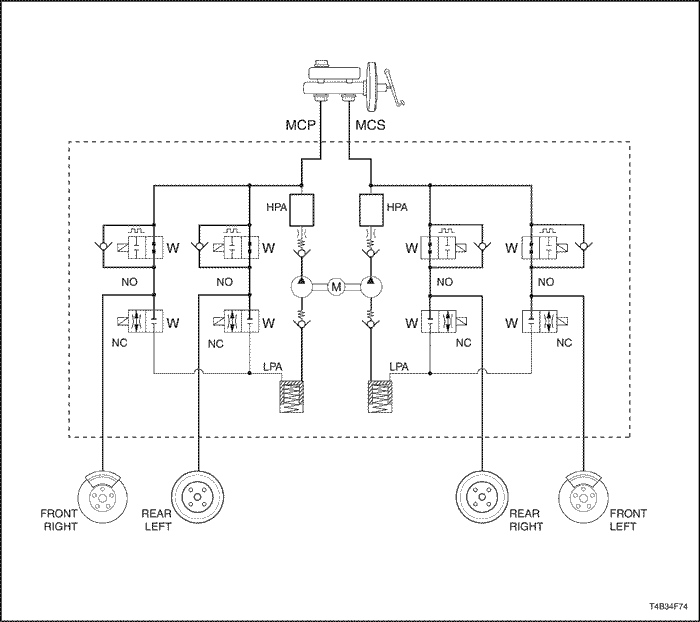 MCP MCS
HPA HPA
W W W W
NO NO NO NO
M
W W W W
NC NC NC NC
LPA LPA
FRONT
RIGHT
REAR
LEFT
REAR
RIGHT
FRONT
LEFT
T4B34F74